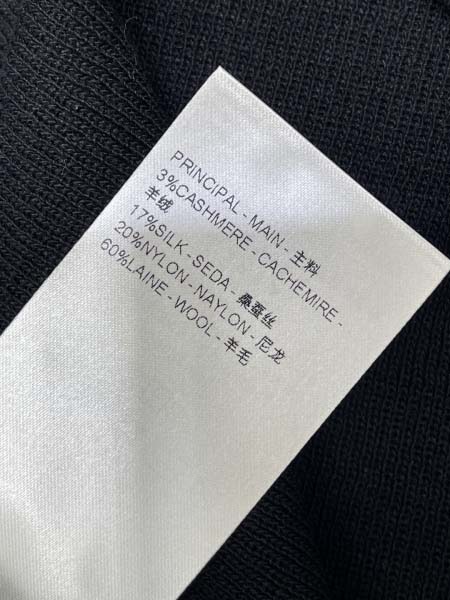 PRINCIPAL - MAIN - 主料
3%CASHMERE - CACHEMIRE -
羊绒
17%SILK - SEDA - 桑蚕丝
20%NYLON - NAYLON - 尼龙
60%LAINE - WOOL - 羊毛